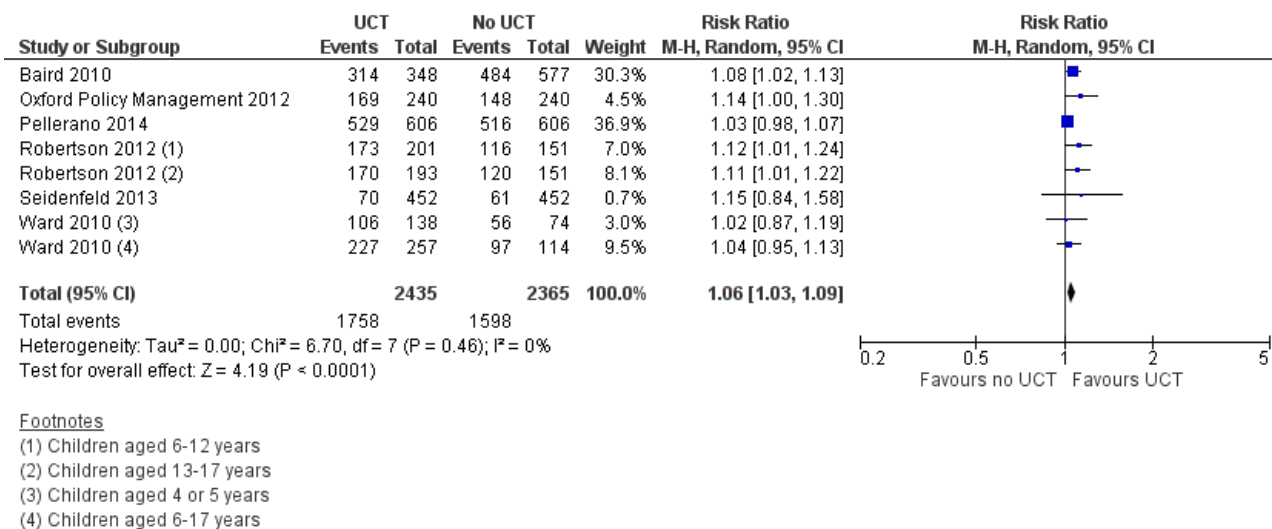 UCT No UCT Risk Ratio Risk Ratio
Study or Subgroup Events Total Events Total Weight M-H, Random, 95% CI M-H, Random, 95% CI
Baird 2010 314 348 484 577 30.3% 1.08 [1.02, 1.13]
Oxford Policy Management 2012 169 240 148 240 4.5% 1.14 [1.00, 1.30]
Pellerano 2014 529 606 516 606 36.9% 1.03 [0.98, 1.07]
Robertson 2012 (1) 173 201 116 151 7.0% 1.12 [1.01, 1.24]
Robertson 2012 (2) 170 193 120 151 8.1% 1.11 [1.01, 1.22]
Seidenfeld 2013 70 452 61 452 0.7% 1.15 [0.84, 1.58]
Ward 2010 (3) 106 138 56 74 3.0% 1.02 [0.87, 1.19]
Ward 2010 (4) 227 257 97 114 9.5% 1.04 [0.95, 1.13]
Total (95% CI) 2435 2365 100.0% 1.06 [1.03, 1.09]
Total events 1758 1598
Heterogeneity: Tau² = 0.00; Chi² = 6.70, df = 7 (P = 0.46); I² = 0%
Test for overall effect: Z = 4.19 (P < 0.0001)
0.2 0.5 1 2 5
Favours no UCT Favours UCT
Footnotes
(1) Children aged 6-12 years
(2) Children aged 13-17 years
(3) Children aged 4 or 5 years
(4) Children aged 6-17 years